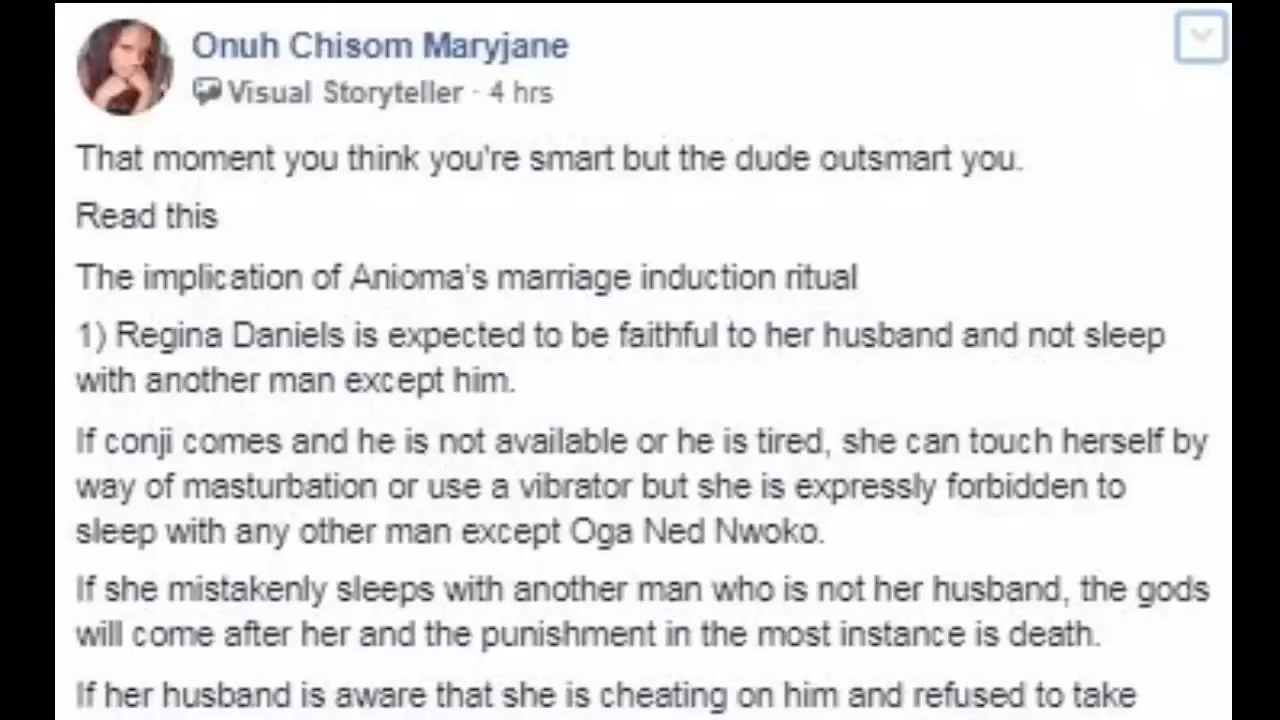 Onuh Chisom Maryjane
Visual Storyteller · 4 hrs
That moment you think you're smart but the dude outsmart you.
Read this
The implication of Anioma's marriage induction ritual
1) Regina Daniels is expected to be faithful to her husband and not sleep
with another man except him.
If conji comes and he is not available or he is tired, she can touch herself by
way of masturbation or use a vibrator but she is expressly forbidden to
sleep with any other man except Oga Ned Nwoko.
If she mistakenly sleeps with another man who is not her husband, the gods
will come after her and the punishment in the most instance is death.
If her husband is aware that she is cheating on him and refused to take